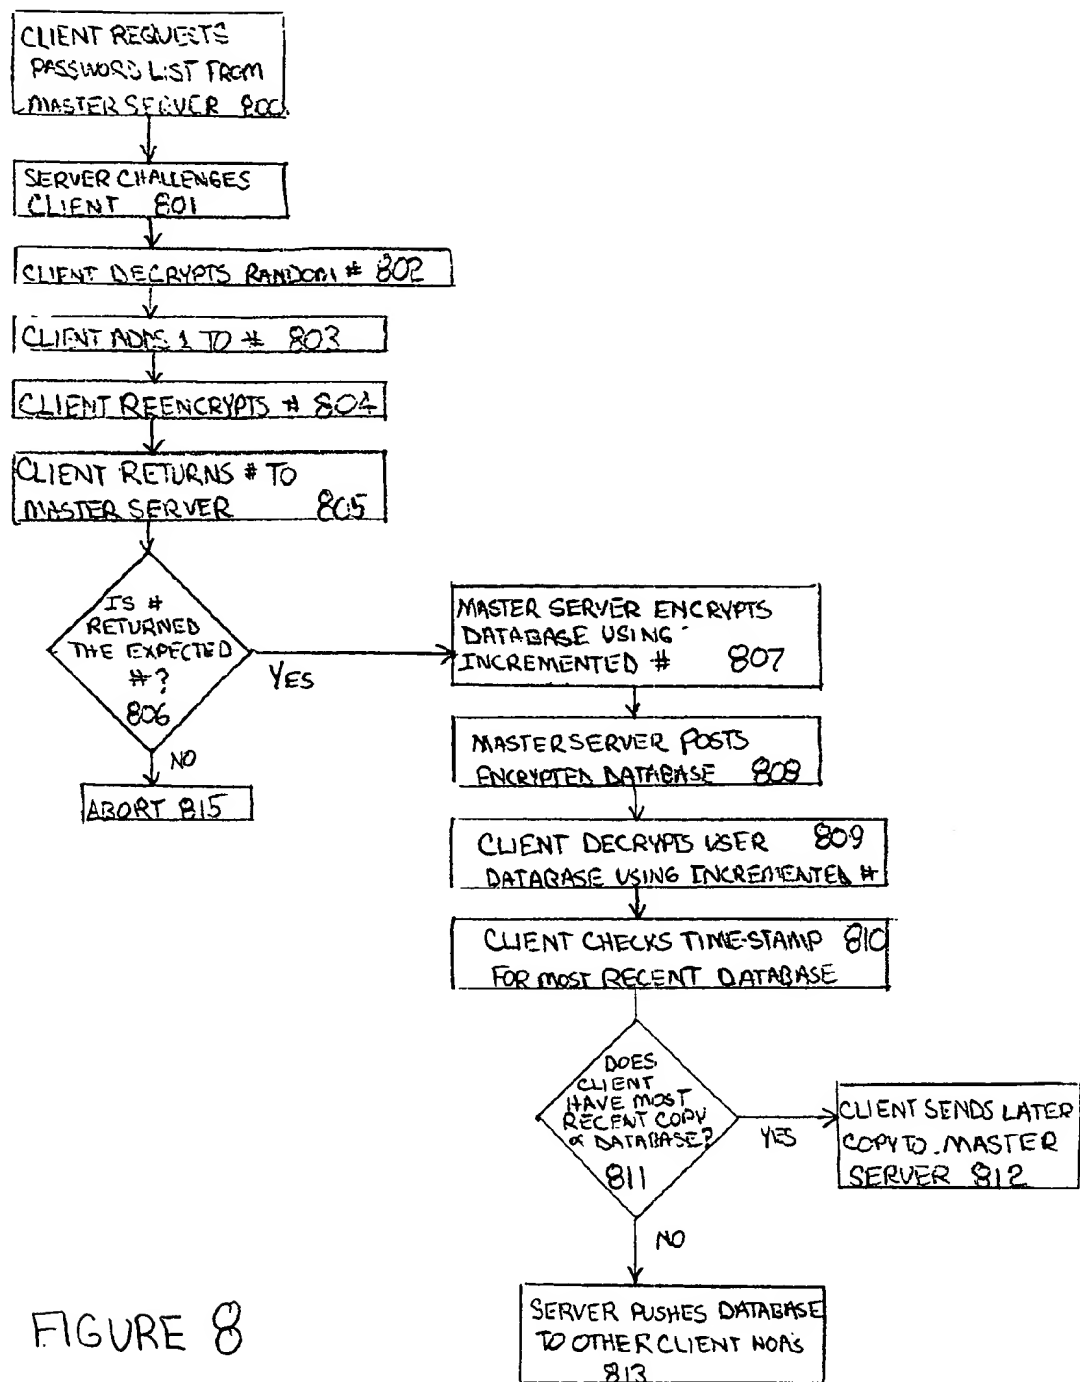 CLIENT REQUESTS
PASSWORD LIST FROM
MASTER SERVER 800
SERVER CHALLENGES
CLIENT 801
CLIENT DECRYPTS RANDOM # 802
CLIENT ADDS 1 TO # 803
CLIENT REENCRYPTS # 804
CLIENT RETURNS # TO
MASTER SERVER 805
IS #
RETURNED
THE EXPECTED
#?
806
YES
NO
ABORT 815
MASTER SERVER ENCRYPTS
DATABASE USING
INCREMENTED # 807
MASTER SERVER POSTS
ENCRYPTED DATABASE 808
CLIENT DECRYPTS USER 809
DATABASE USING INCREMENTED #
CLIENT CHECKS TIME-STAMP 810
FOR MOST RECENT DATABASE
DOES
CLIENT
HAVE MOST
RECENT COPY
OF DATABASE?
811
YES
CLIENT SENDS LATER
COPY TO MASTER
SERVER 812
NO
SERVER PUSHES DATABASE
TO OTHER CLIENT NOA'S
813
FIGURE 8